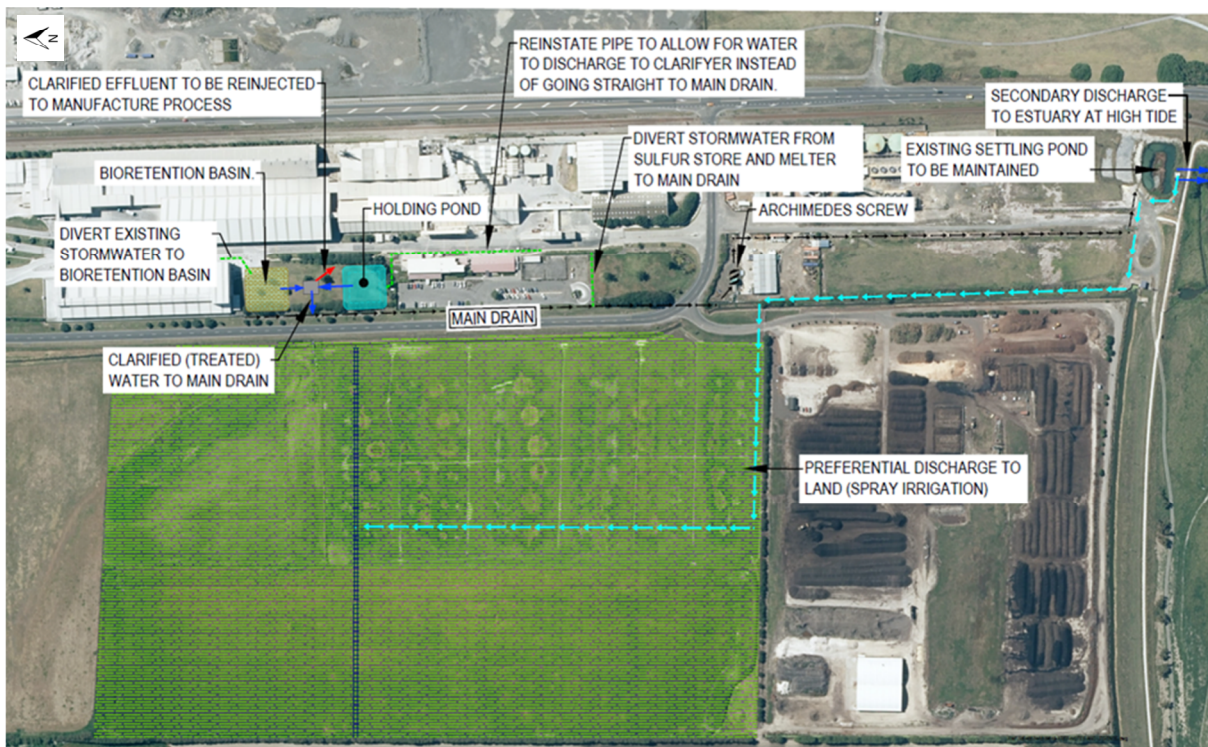 N
REINSTATE PIPE TO ALLOW FOR WATER
TO DISCHARGE TO CLARIFYER INSTEAD
OF GOING STRAIGHT TO MAIN DRAIN.
CLARIFIED EFFLUENT TO BE REINJECTED
TO MANUFACTURE PROCESS
SECONDARY DISCHARGE
TO ESTUARY AT HIGH TIDE
DIVERT STORMWATER FROM
SULFUR STORE AND MELTER
TO MAIN DRAIN
EXISTING SETTLING POND
TO BE MAINTAINED
BIORETENTION BASIN.
HOLDING POND
ARCHIMEDES SCREW
DIVERT EXISTING
STORMWATER TO
BIORETENTION BASIN
MAIN DRAIN
CLARIFIED (TREATED)
WATER TO MAIN DRAIN
PREFERENTIAL DISCHARGE TO
LAND (SPRAY IRRIGATION)